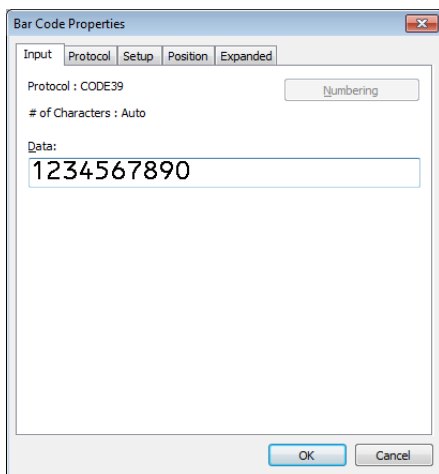 Bar Code Properties
Input Protocol Setup Position Expanded
Protocol : CODE39 Numbering
# of Characters : Auto
Data:
1234567890
OK Cancel